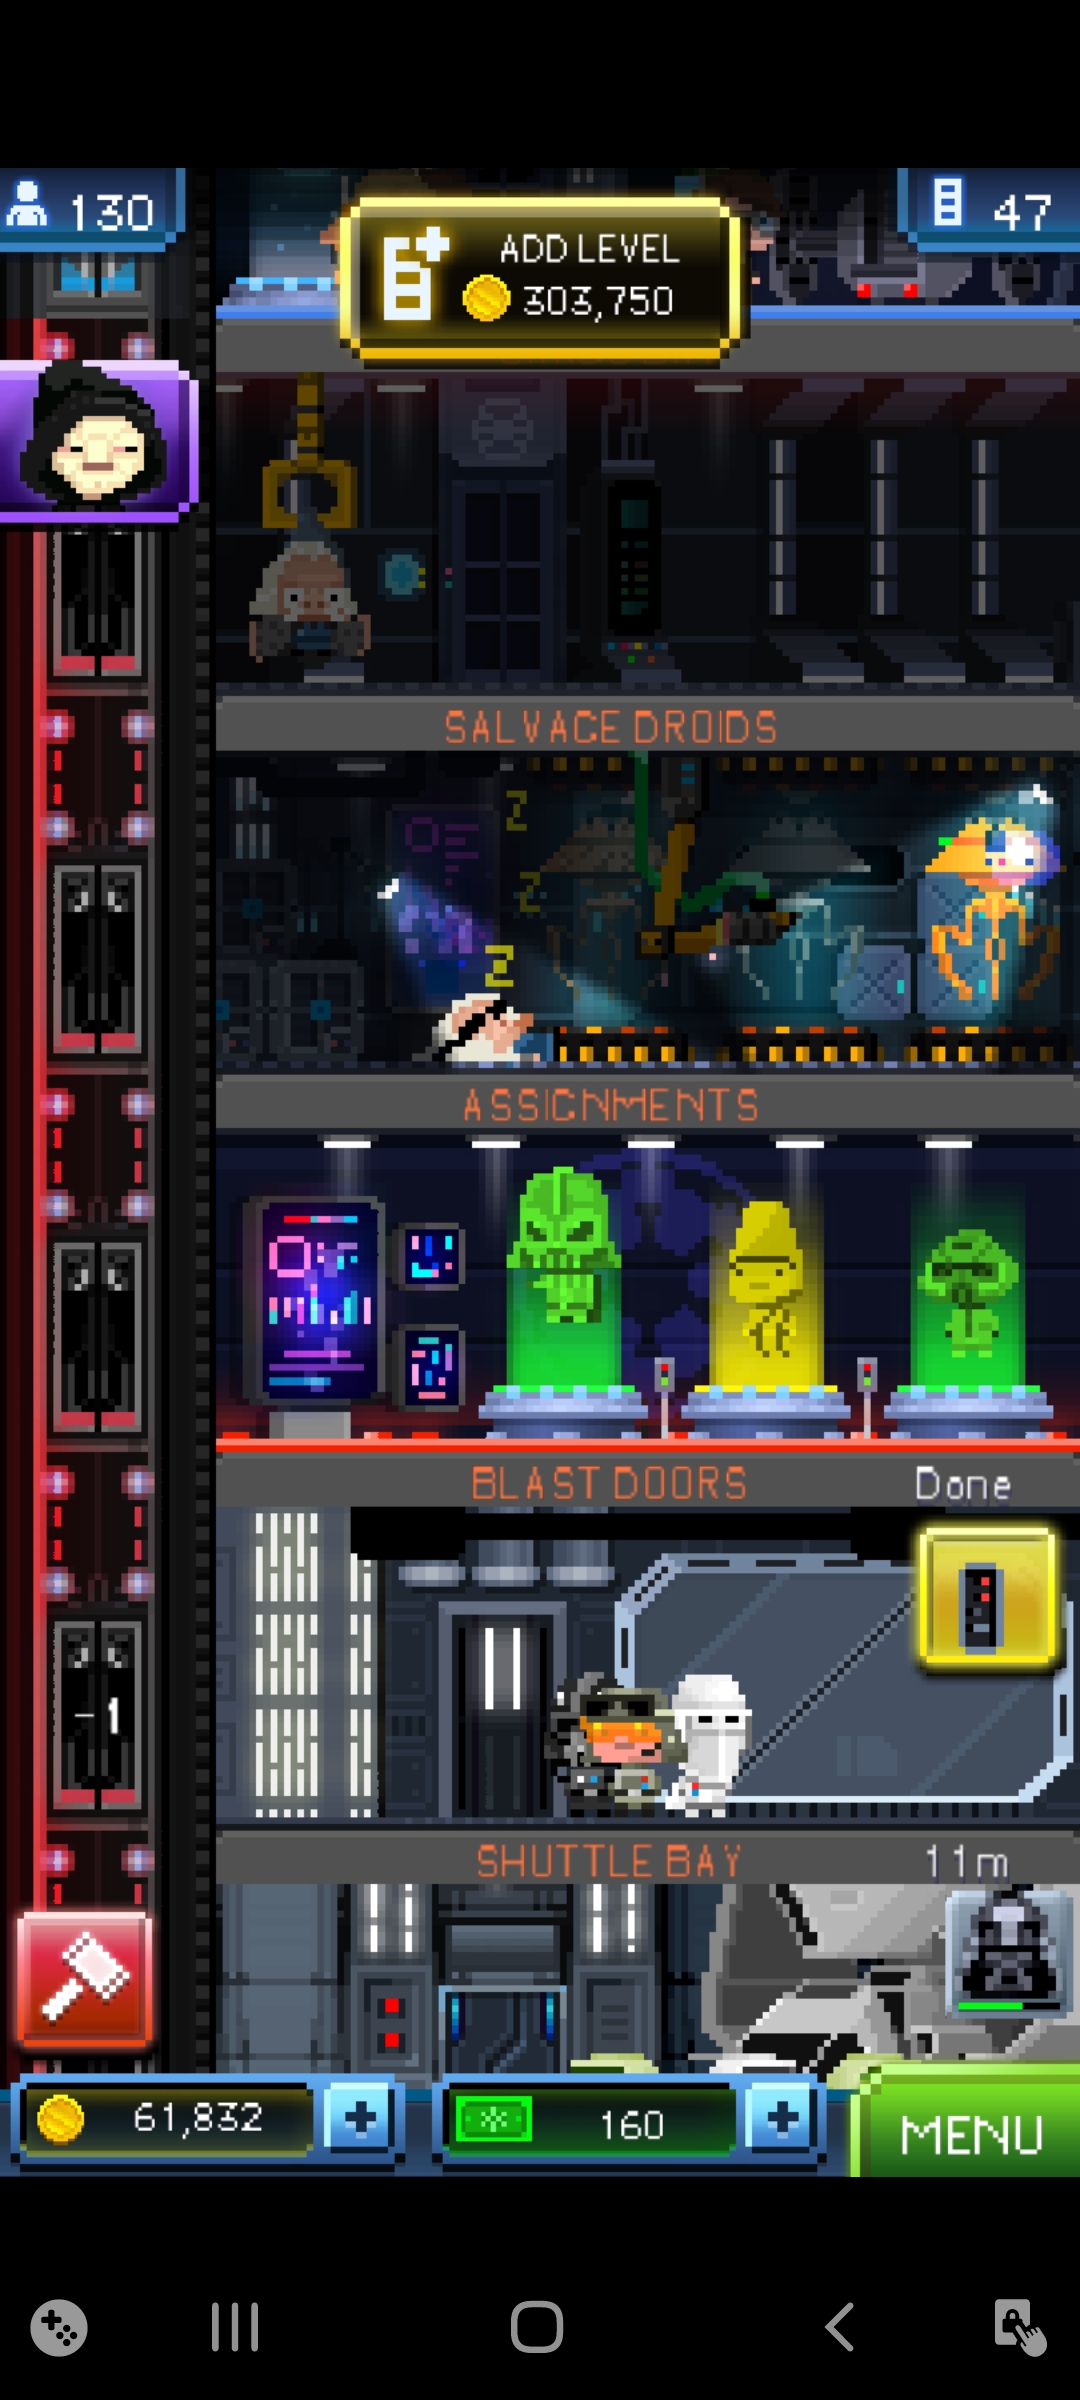 130
47
ADD LEVEL
303,750
SALVAGE DROIDS
Z
Z
Z
ASSIGNMENTS
BLAST DOORS
Done
-1
SHUTTLE BAY
11m
61,832
160
MENU